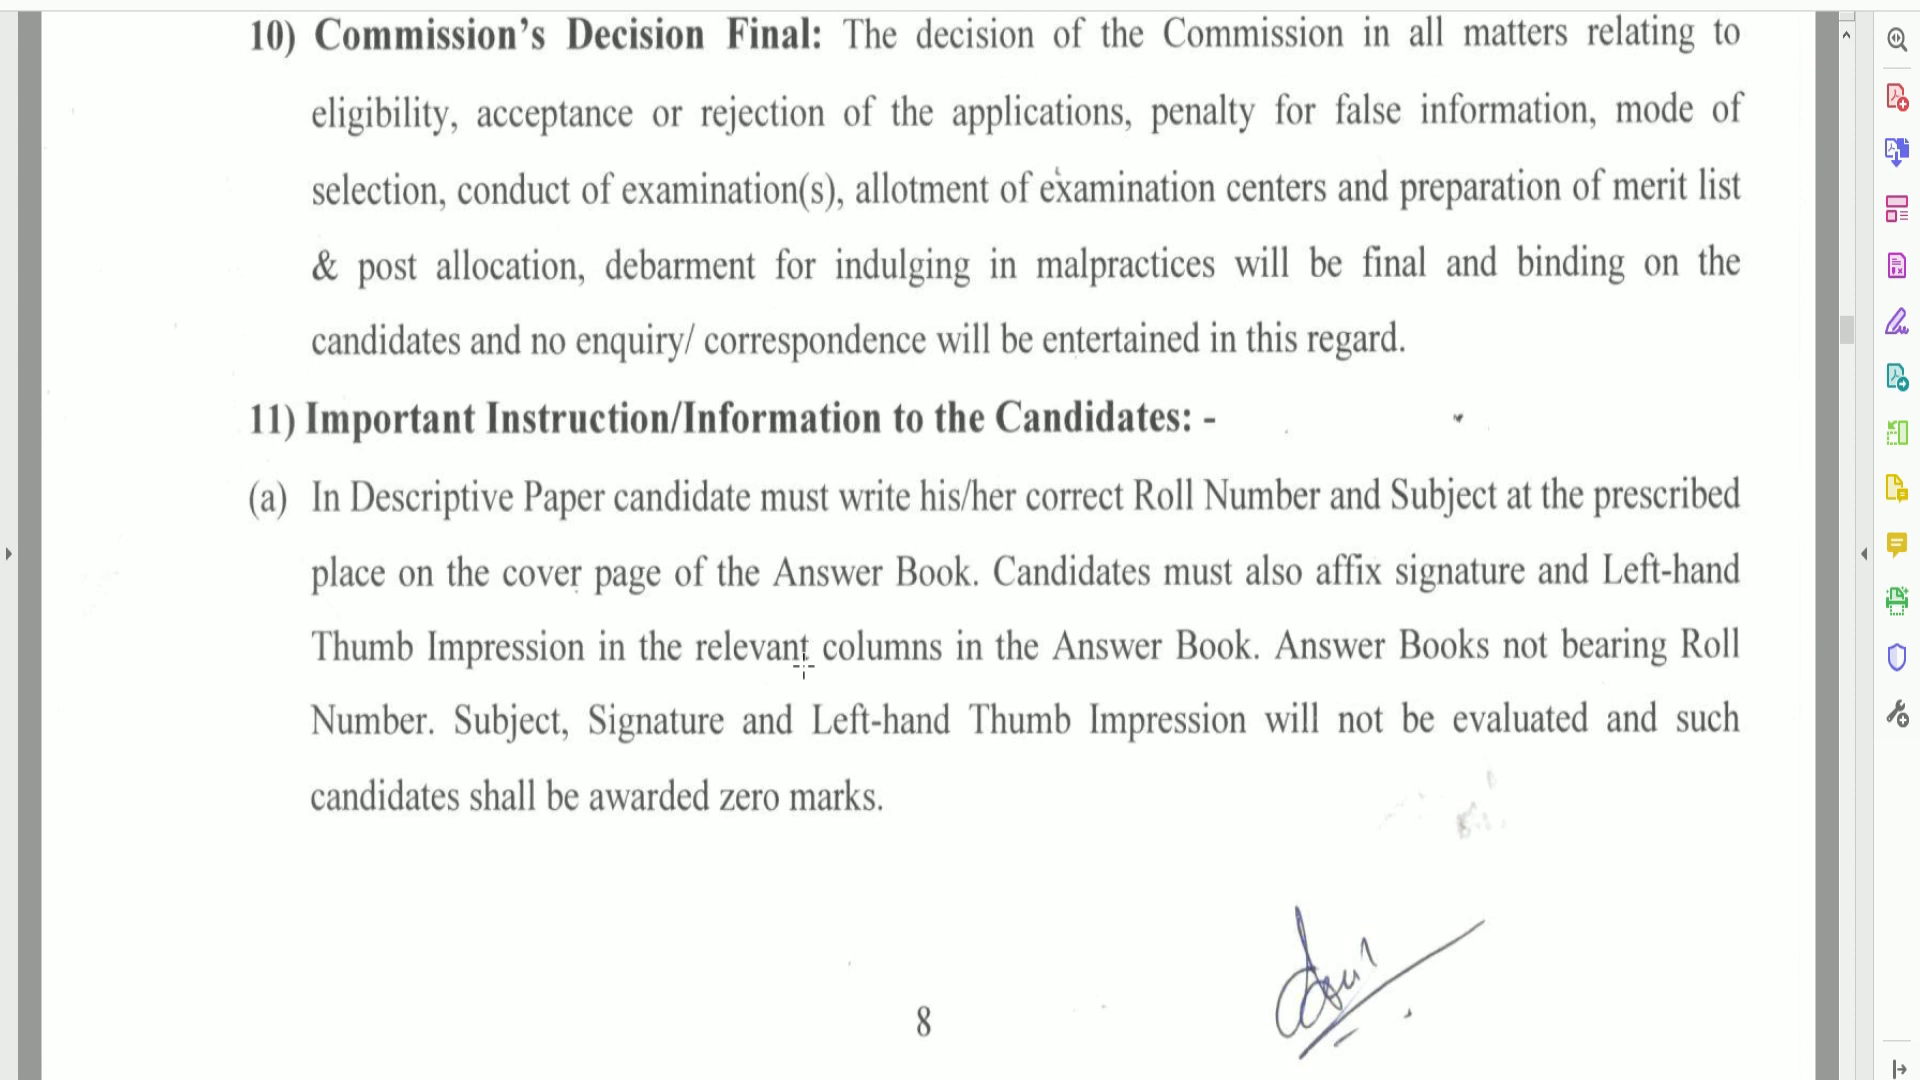 10) Commission's Decision Final: The decision of the Commission in all matters relating to
eligibility, acceptance or rejection of the applications, penalty for false information, mode of
selection, conduct of examination(s), allotment of examination centers and preparation of merit list
& post allocation, debarment for indulging in malpractices will be final and binding on the
candidates and no enquiry/ correspondence will be entertained in this regard.
11) Important Instruction/Information to the Candidates: -
(a) In Descriptive Paper candidate must write his/her correct Roll Number and Subject at the prescribed
place on the cover page of the Answer Book. Candidates must also affix signature and Left-hand
Thumb Impression in the relevant columns in the Answer Book. Answer Books not bearing Roll
Number. Subject, Signature and Left-hand Thumb Impression will not be evaluated and such
candidates shall be awarded zero marks.
8